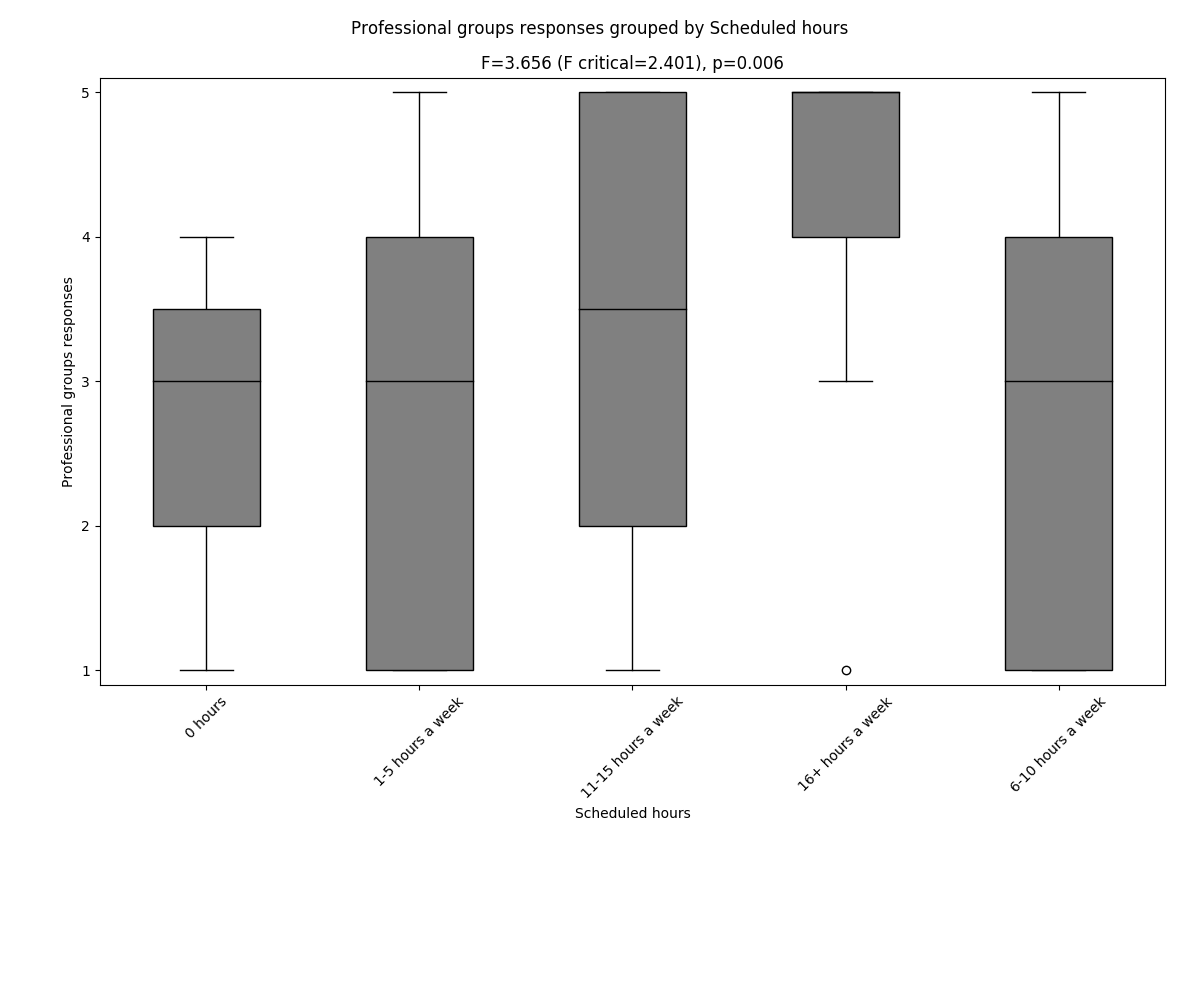 Professional groups responses grouped by Scheduled hours
F=3.656 (F critical=2.401), p=0.006
Professional groups responses
5
4
3
2
1
0 hours
1-5 hours a week
11-15 hours a week
16+ hours a week
6-10 hours a week
Scheduled hours